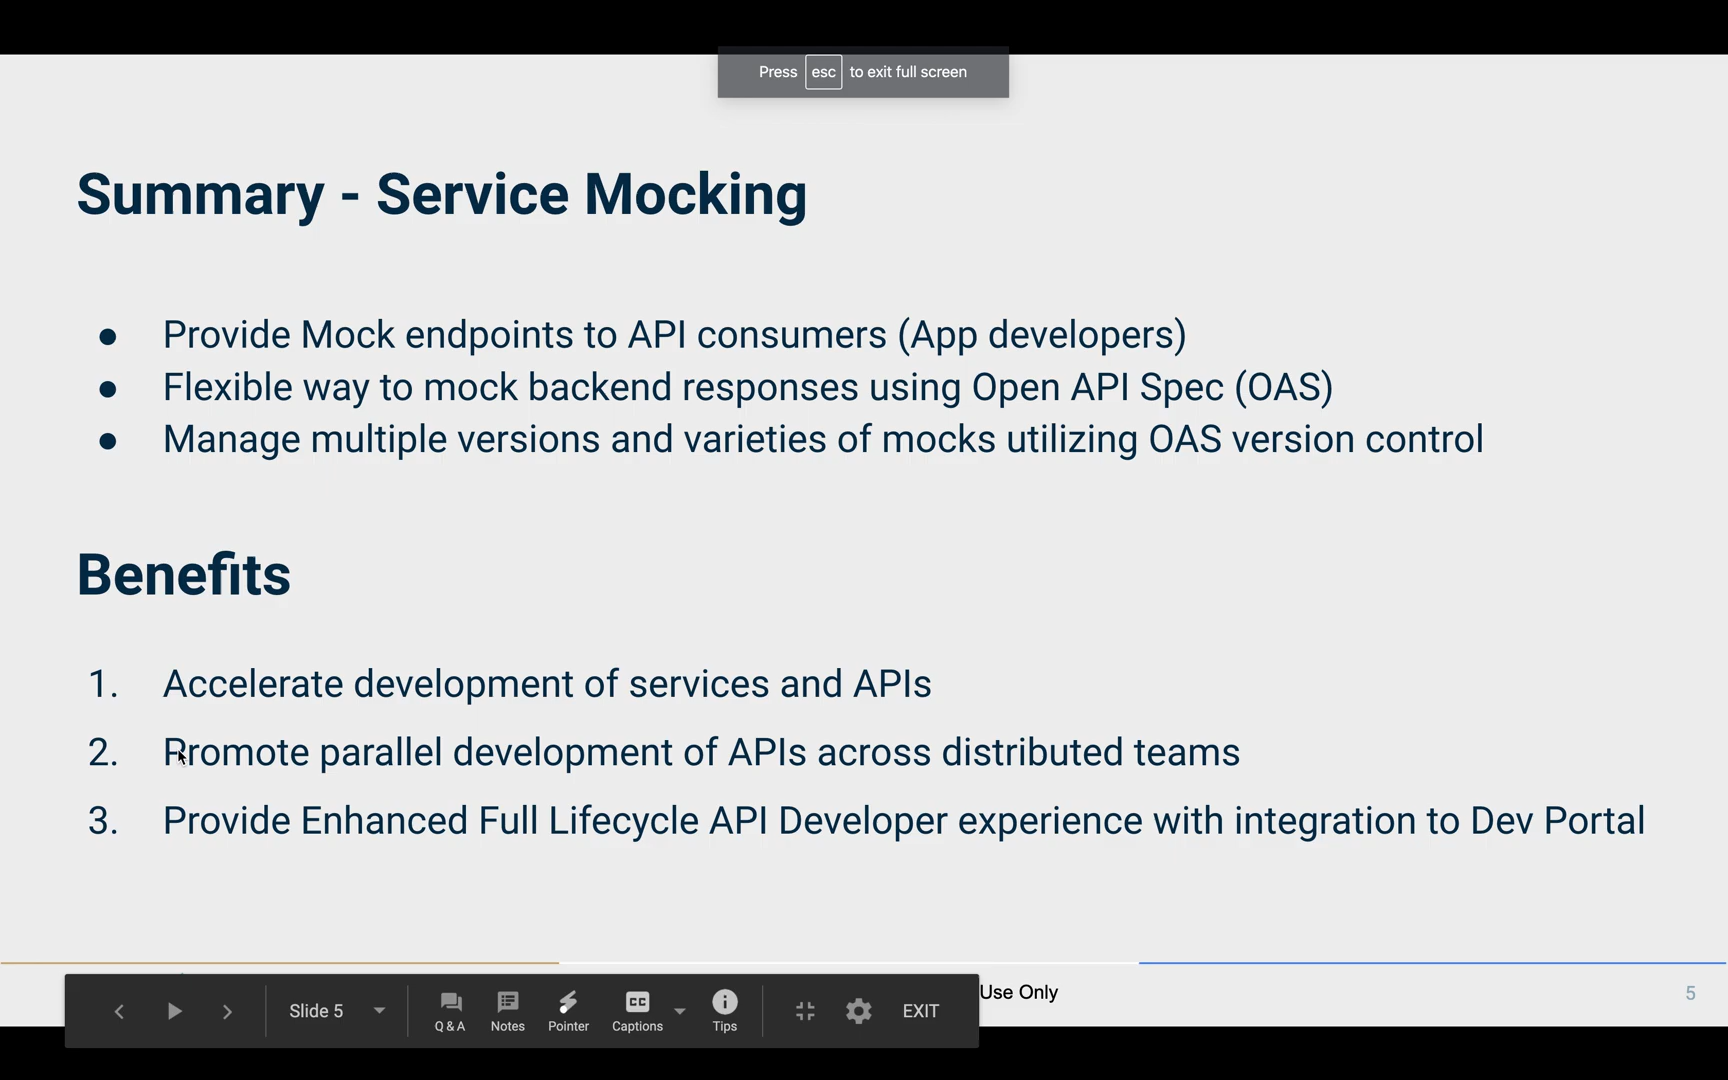 Press esc to exit full screen
Summary - Service Mocking
● Provide Mock endpoints to API consumers (App developers)
● Flexible way to mock backend responses using Open API Spec (OAS)
● Manage multiple versions and varieties of mocks utilizing OAS version control
Benefits
1. Accelerate development of services and APIs
2. Promote parallel development of APIs across distributed teams
3. Provide Enhanced Full Lifecycle API Developer experience with integration to Dev Portal
Use Only
5
Slide 5
Q & A
Notes
Pointer
CC
Captions
Tips
EXIT